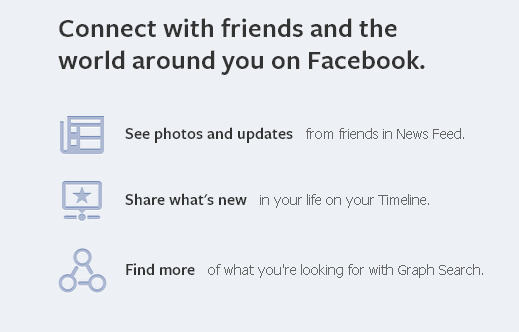 Connect with friends and the
world around you on Facebook.
See photos and updates from friends in News Feed.
Share what's new in your life on your Timeline.
Find more of what you're looking for with Graph Search.